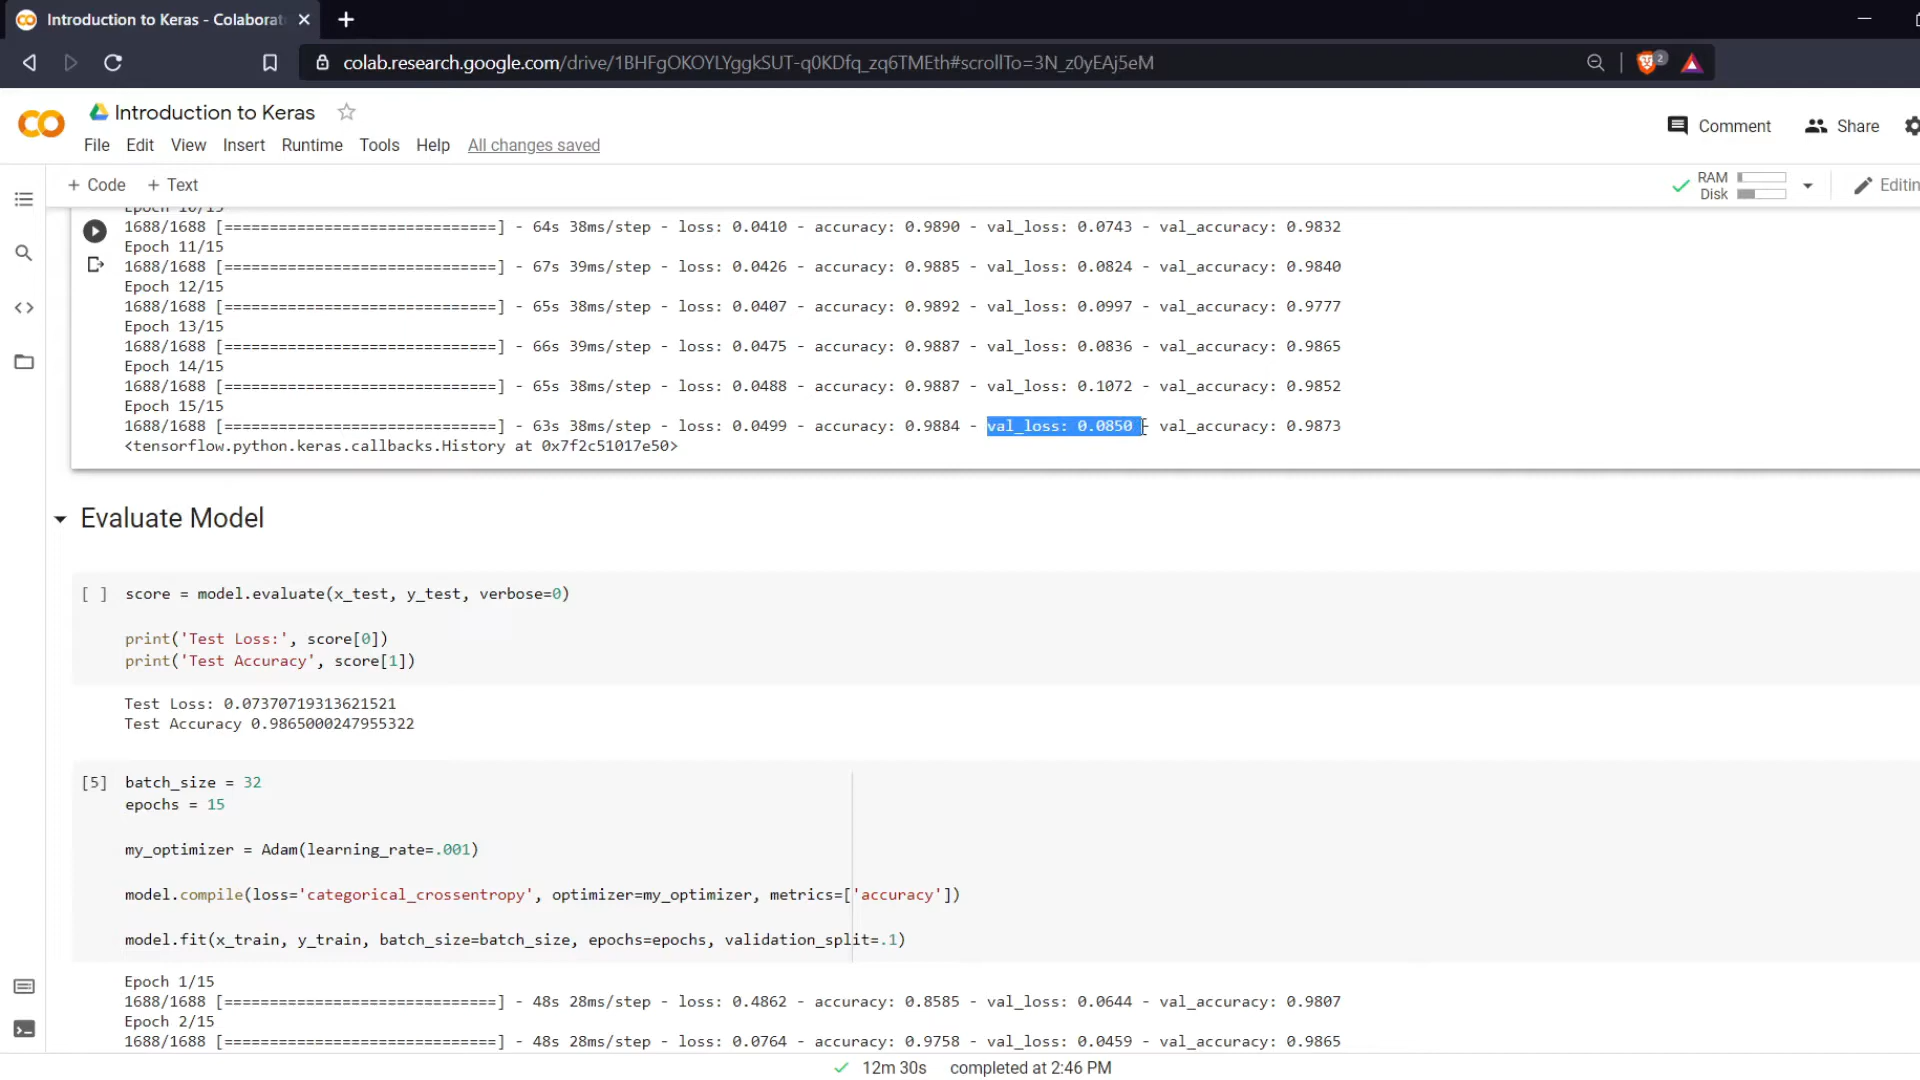 Introduction to Keras - Colaborat
colab.research.google.com/drive/1BHFgOKOYLYggkSUT-q0KDfq_zq6TMEth#scrollTo=3N_z0yEAj5eM
2
Introduction to Keras
File Edit View Insert Runtime Tools Help All changes saved
Comment Share
+ Code + Text
RAM
Disk
Editin
Epoch 10/15
1688/1688 [==============================] - 64s 38ms/step - loss: 0.0410 - accuracy: 0.9890 - val_loss: 0.0743 - val_accuracy: 0.9832
Epoch 11/15
1688/1688 [==============================] - 67s 39ms/step - loss: 0.0426 - accuracy: 0.9885 - val_loss: 0.0824 - val_accuracy: 0.9840
Epoch 12/15
1688/1688 [==============================] - 65s 38ms/step - loss: 0.0407 - accuracy: 0.9892 - val_loss: 0.0997 - val_accuracy: 0.9777
Epoch 13/15
1688/1688 [==============================] - 66s 39ms/step - loss: 0.0475 - accuracy: 0.9887 - val_loss: 0.0836 - val_accuracy: 0.9865
Epoch 14/15
1688/1688 [==============================] - 65s 38ms/step - loss: 0.0488 - accuracy: 0.9887 - val_loss: 0.1072 - val_accuracy: 0.9852
Epoch 15/15
1688/1688 [==============================] - 63s 38ms/step - loss: 0.0499 - accuracy: 0.9884 - val_loss: 0.0850 - val_accuracy: 0.9873
<tensorflow.python.keras.callbacks.History at 0x7f2c51017e50>
Evaluate Model
[ ] score = model.evaluate(x_test, y_test, verbose=0)
print('Test Loss:', score[0])
print('Test Accuracy', score[1])
Test Loss: 0.07370719313621521
Test Accuracy 0.9865000247955322
[5] batch_size = 32
epochs = 15
my_optimizer = Adam(learning_rate=.001)
model.compile(loss='categorical_crossentropy', optimizer=my_optimizer, metrics=['accuracy'])
model.fit(x_train, y_train, batch_size=batch_size, epochs=epochs, validation_split=.1)
Epoch 1/15
1688/1688 [==============================] - 48s 28ms/step - loss: 0.4862 - accuracy: 0.8585 - val_loss: 0.0644 - val_accuracy: 0.9807
Epoch 2/15
1688/1688 [==============================] - 48s 28ms/step - loss: 0.0764 - accuracy: 0.9758 - val_loss: 0.0459 - val_accuracy: 0.9865
12m 30s completed at 2:46 PM